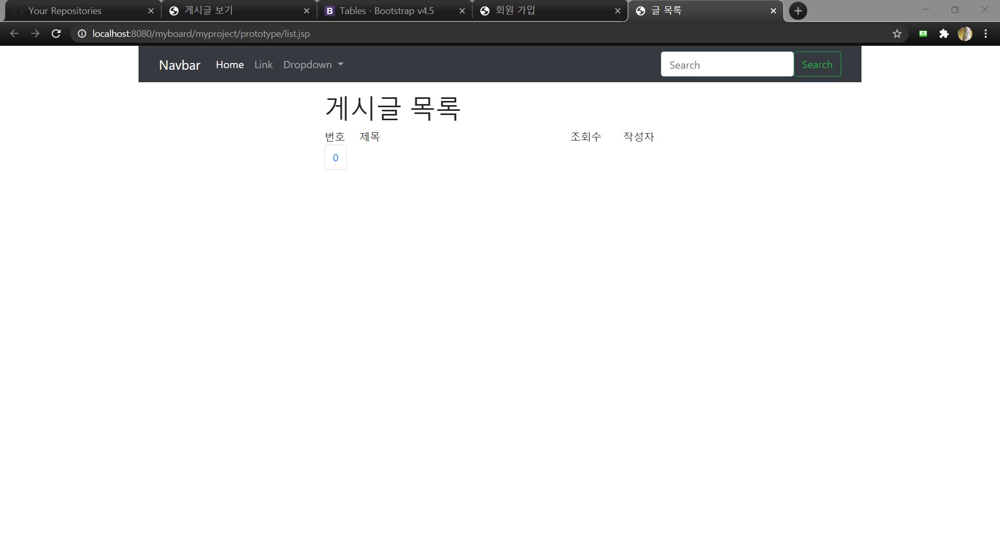 Your Repositories
게시글 보기
Tables · Bootstrap v4.5
회원 가입
글 목록
localhost:8080/myboard/myproject/prototype/list.jsp
Navbar Home Link Dropdown Search Search
게시글 목록
번호 제목 조회수 작성자
0